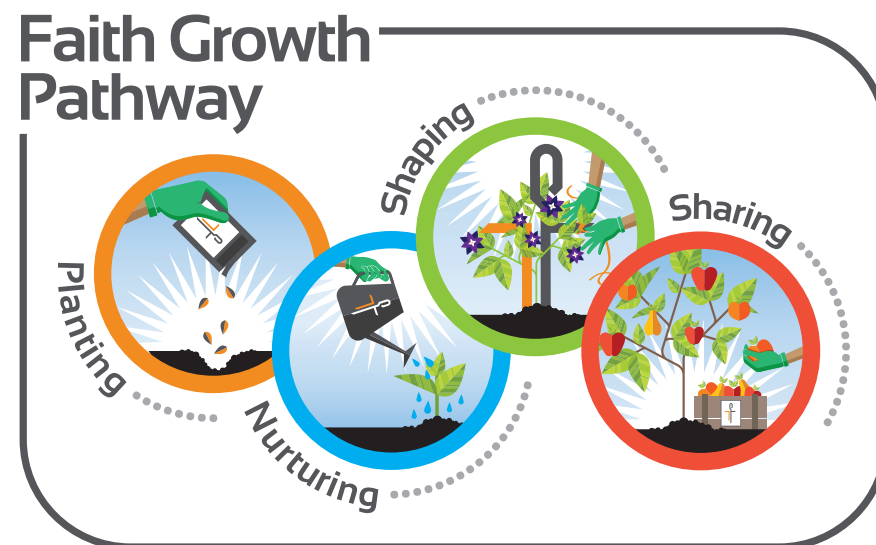 Faith Growth
Pathway
Planting
Nurturing
Shaping
Sharing